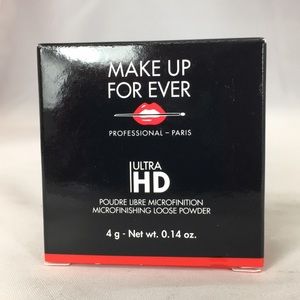 MAKE UP
FOR EVER
PROFESSIONAL – PARIS
ULTRA
HD
POUDRE LIBRE MICROFINITION
MICROFINISHING LOOSE POWDER
4 g - Net wt. 0.14 oz.